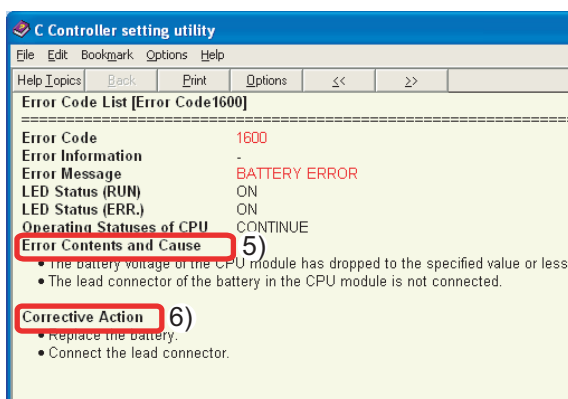 C Controller setting utility
File Edit Bookmark Options Help
Help Topics Back Print Options << >>
Error Code List [Error Code1600]
Error Code 1600
Error Information -
Error Message BATTERY ERROR
LED Status (RUN) ON
LED Status (ERR.) ON
Operating Statuses of CPU CONTINUE
Error Contents and Cause 5)
• The battery voltage of the CPU module has dropped to the specified value or less
• The lead connector of the battery in the CPU module is not connected.
Corrective Action 6)
• Replace the battery.
• Connect the lead connector.